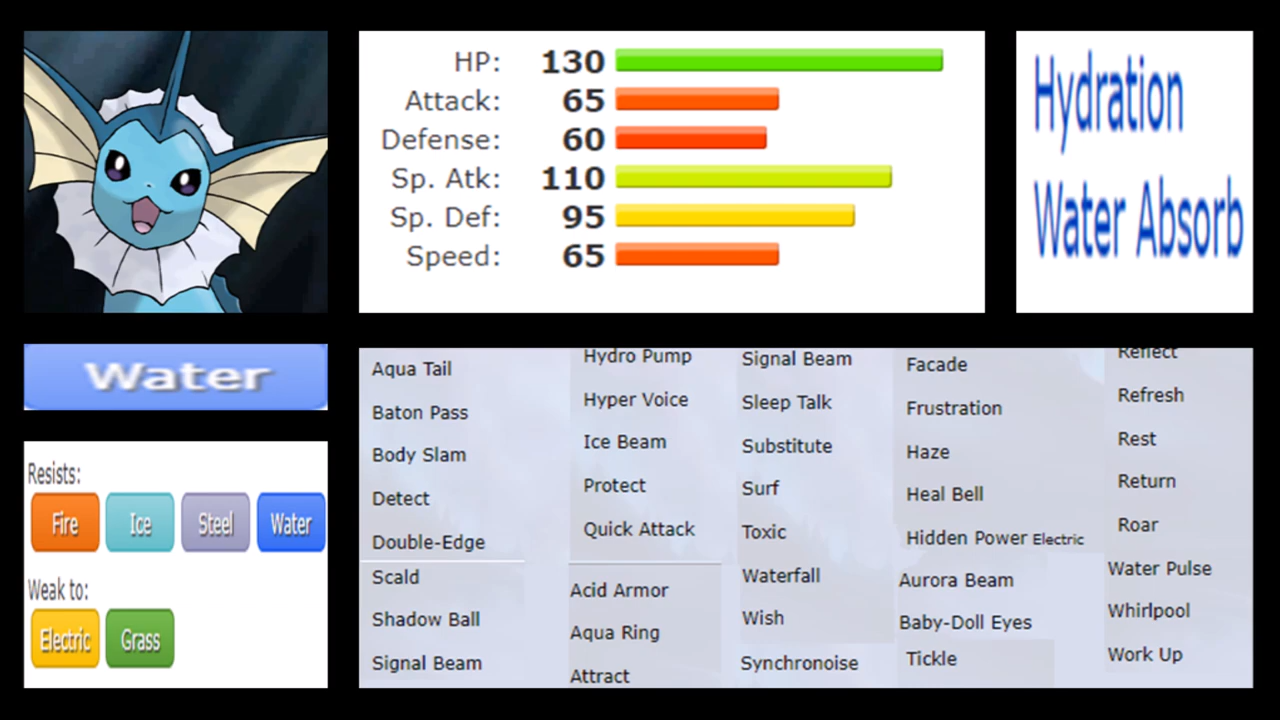 HP: 130
Attack: 65
Defense: 60
Sp. Atk: 110
Sp. Def: 95
Speed: 65
Hydration
Water Absorb
Water
Resists:
Fire Ice Steel Water
Weak to:
Electric Grass
Aqua Tail
Baton Pass
Body Slam
Detect
Double-Edge
Scald
Shadow Ball
Signal Beam
Hydro Pump
Hyper Voice
Ice Beam
Protect
Quick Attack
Acid Armor
Aqua Ring
Attract
Signal Beam
Sleep Talk
Substitute
Surf
Toxic
Waterfall
Wish
Synchronoise
Facade
Frustration
Haze
Heal Bell
Hidden Power Electric
Aurora Beam
Baby-Doll Eyes
Tickle
Reflect
Refresh
Rest
Return
Roar
Water Pulse
Whirlpool
Work Up